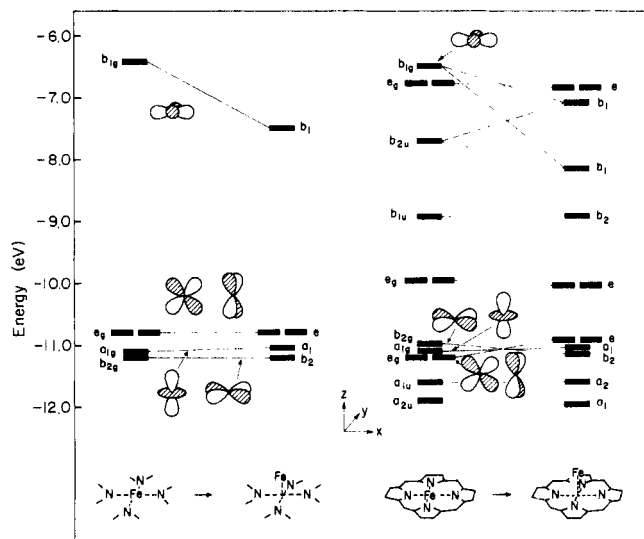 Energy (eV)
-6.0
-7.0
-8.0
-9.0
-10.0
-11.0
-12.0
b1g
b1
eg
e
a1g
a1
b2g
b2
b1g
eg
e
b1
b2u
b1
b1u
b2
eg
e
b2g
e
a1g
a1
eg
b2
a1u
a2
a2u
a1
z
y
x
N
Fe
N
N
N
N
Fe
N
N
N
N
Fe
N
N
N
Fe
N
N
N